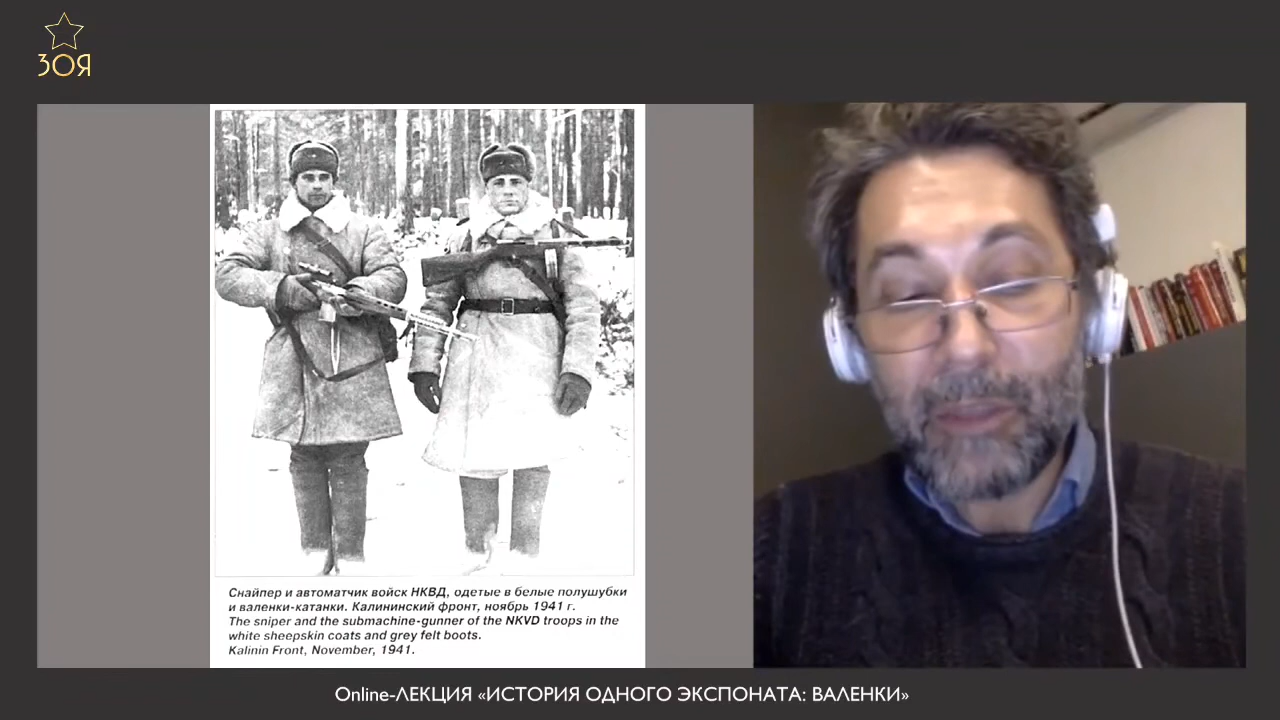 ЗОЯ
Снайпер и автоматчик войск НКВД, одетые в белые полушубки
и валенки-катанки. Калининский фронт, ноябрь 1941 г.
The sniper and the submachine-gunner of the NKVD troops in the
white sheepskin coats and grey felt boots.
Kalinin Front, November, 1941.
Online-ЛЕКЦИЯ «ИСТОРИЯ ОДНОГО ЭКСПОНАТА: ВАЛЕНКИ»